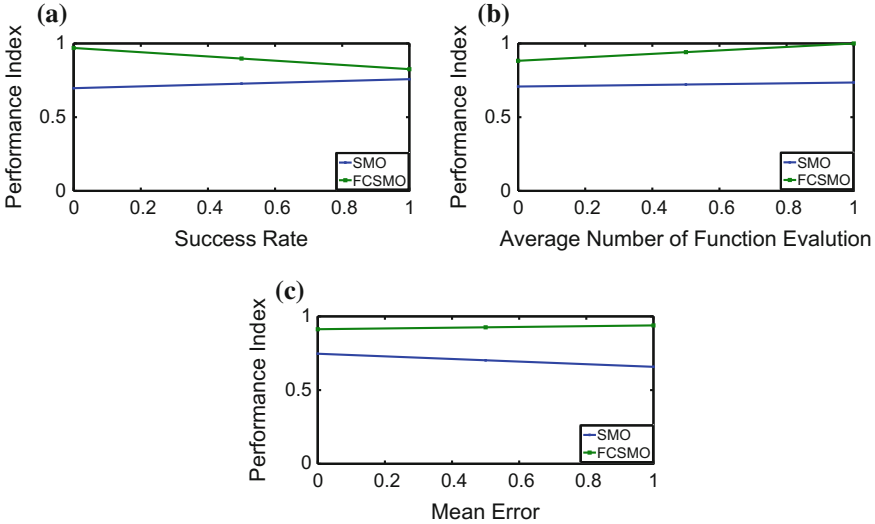 (a)
Performance Index
1
0.5
0
0 0.2 0.4 0.6 0.8 1
Success Rate
SMO
FCSMO
(b)
Performance Index
1
0.5
0
0 0.2 0.4 0.6 0.8 1
Average Number of Function Evalution
SMO
FCSMO
(c)
Performance Index
1
0.5
0
0 0.2 0.4 0.6 0.8 1
Mean Error
SMO
FCSMO